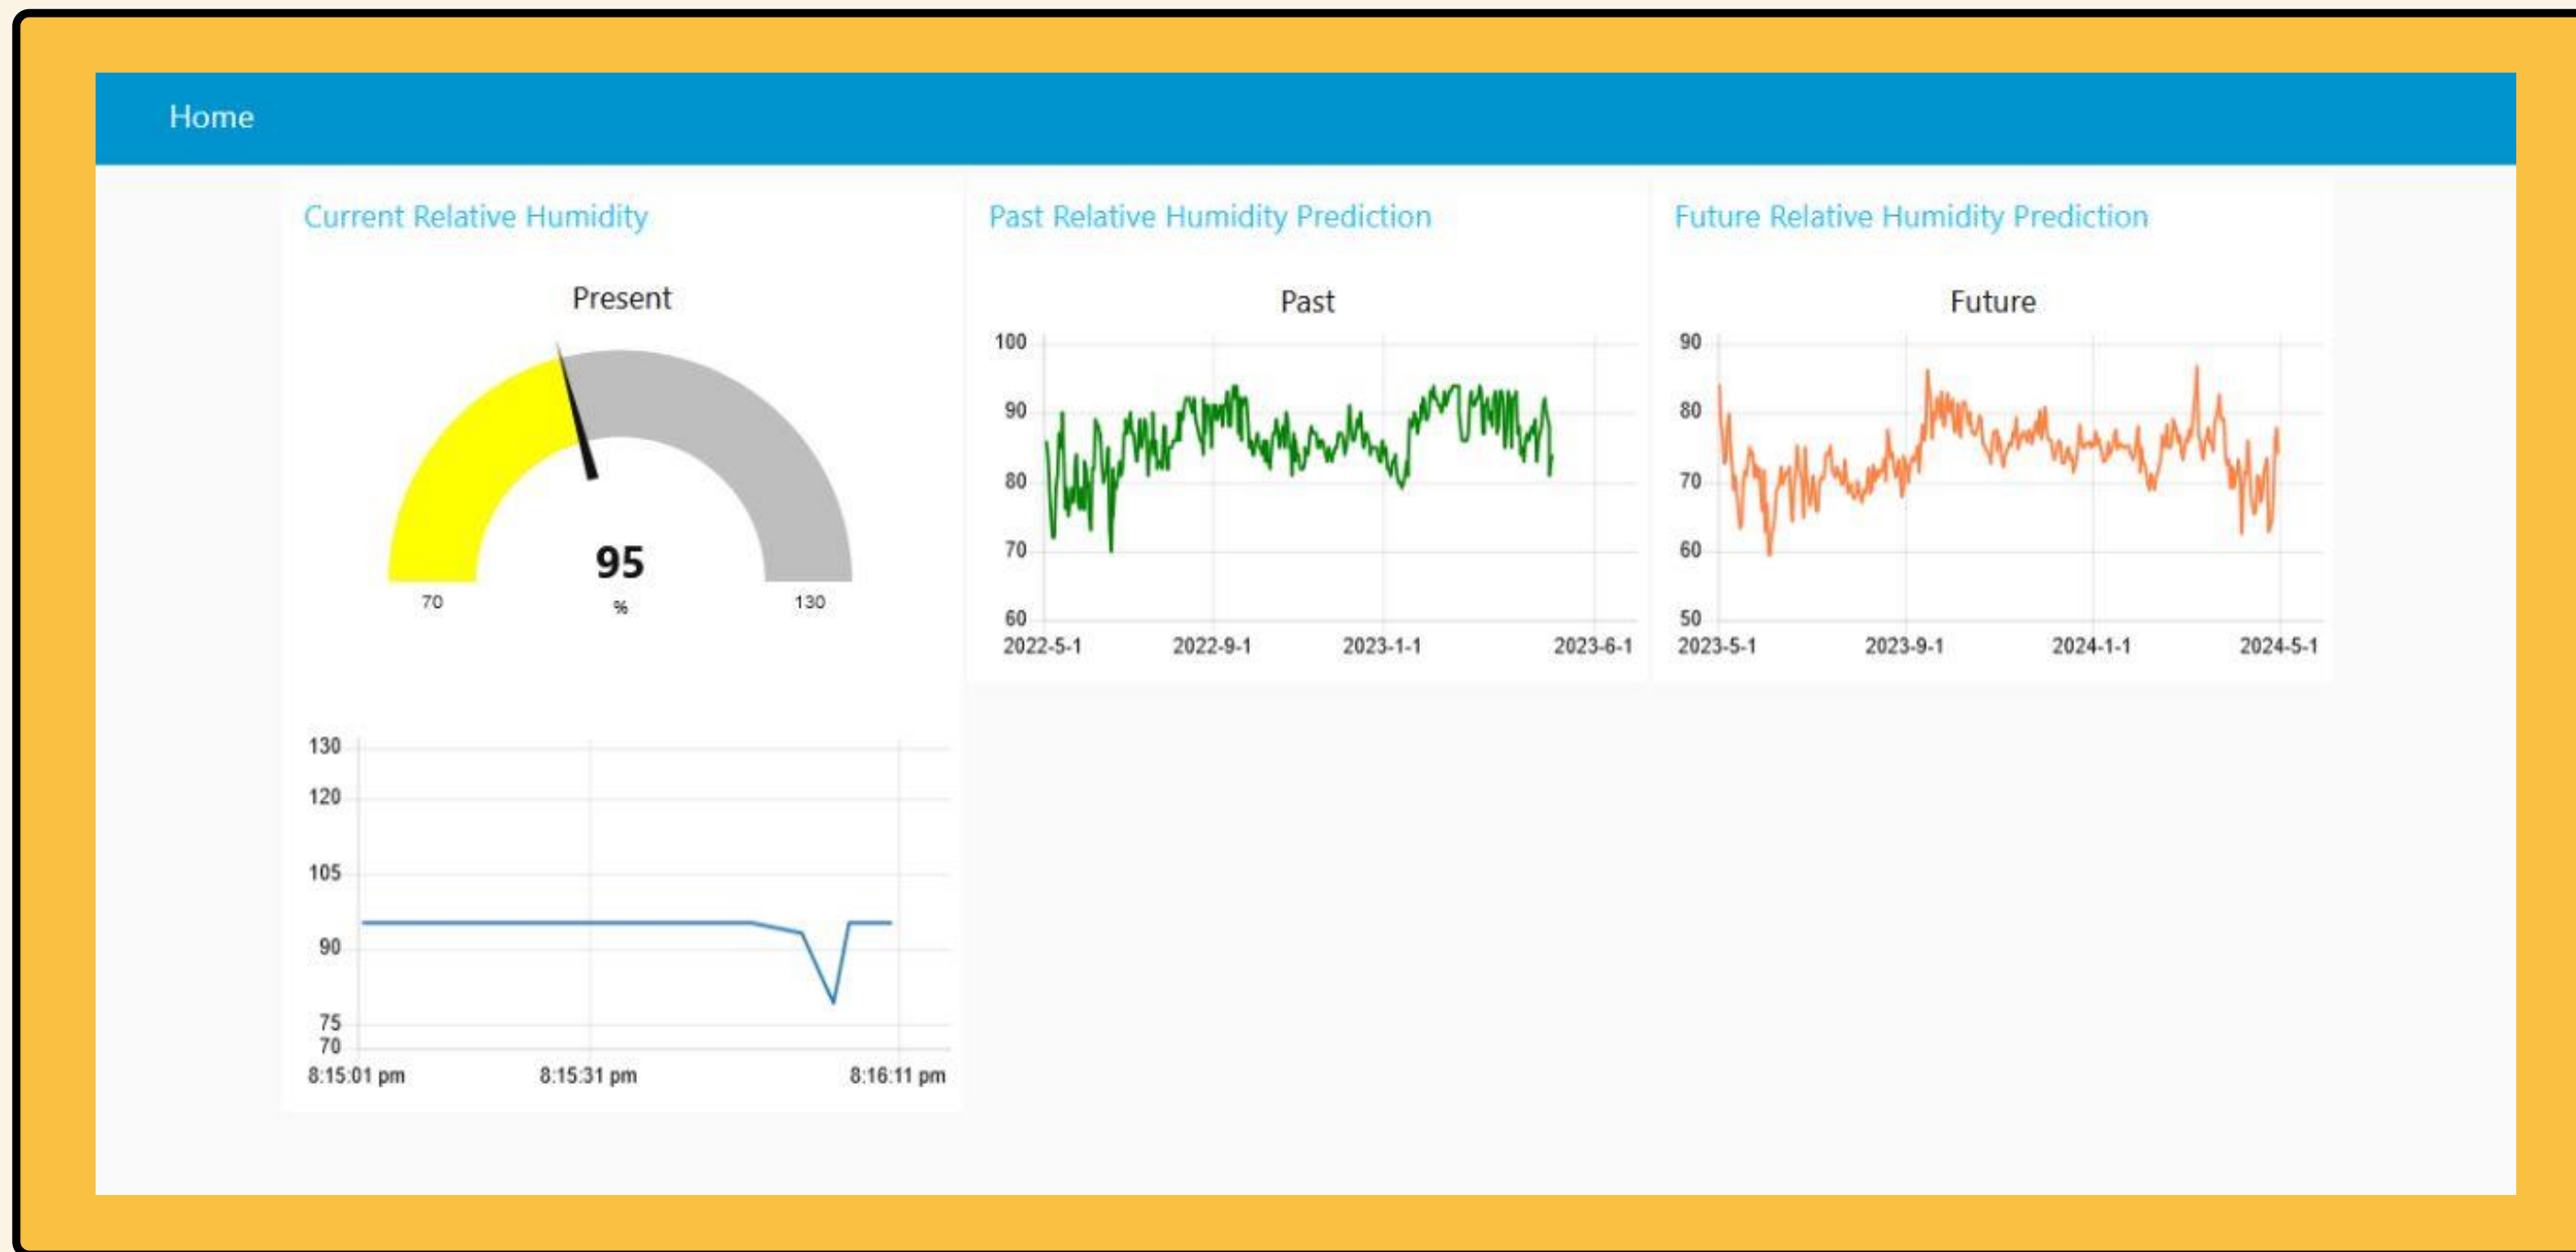 Home
Current Relative Humidity
Present
95
70 % 130
130
120
105
90
75
70
8:15:01 pm 8:15:31 pm 8:16:11 pm
Past Relative Humidity Prediction
Past
100
90
80
70
60
2022-5-1 2022-9-1 2023-1-1 2023-6-1
Future Relative Humidity Prediction
Future
90
80
70
60
50
2023-5-1 2023-9-1 2024-1-1 2024-5-1